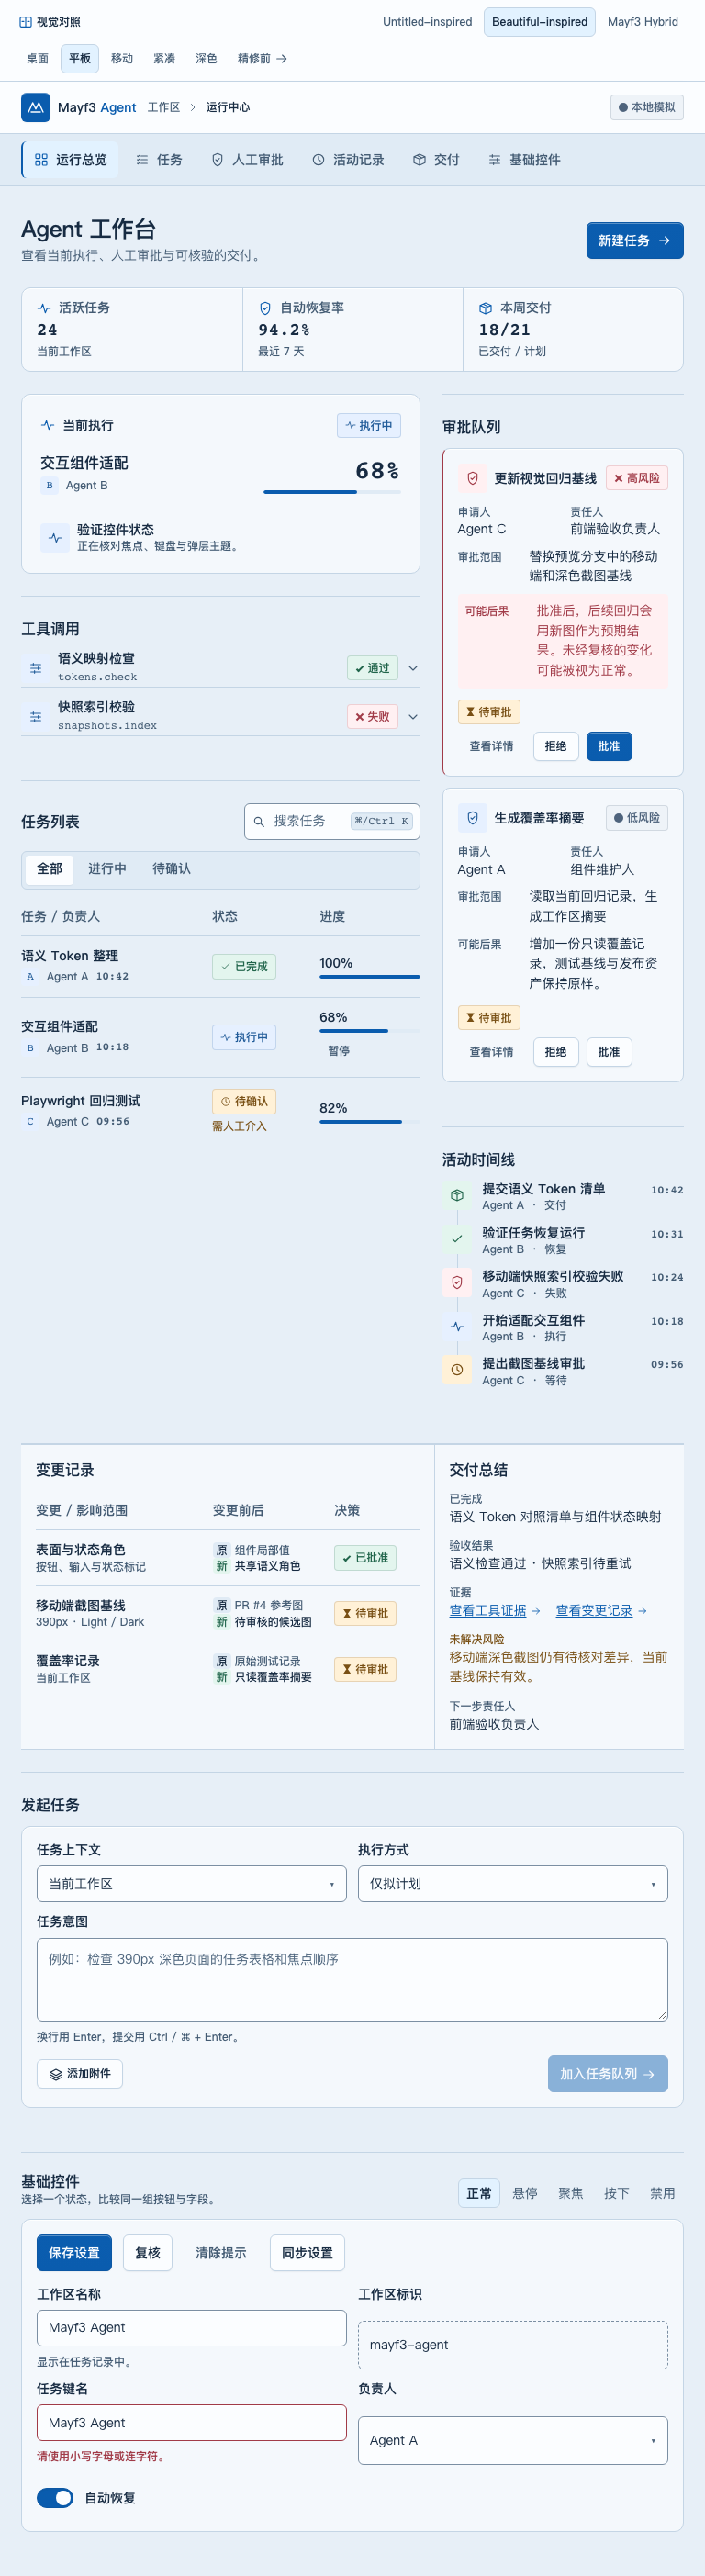 视觉对照
Untitled-inspired
Beautiful-inspired
Mayf3 Hybrid
桌面
平板
移动
紧凑
深色
精修前 →
Mayf3 Agent
工作区
运行中心
本地模拟
运行总览
任务
人工审批
活动记录
交付
基础控件
Agent 工作台
查看当前执行、人工审批与可核验的交付。
新建任务 →
活跃任务
24
当前工作区
自动恢复率
94.2%
最近 7 天
本周交付
18/21
已交付 / 计划
当前执行
执行中
交互组件适配
B Agent B
68%
验证控件状态
正在核对焦点、键盘与弹层主题。
工具调用
语义映射检查
tokens.check
通过
快照索引校验
snapshots.index
失败
任务列表
搜索任务
⌘/Ctrl K
全部
进行中
待确认
任务 / 负责人
状态
进度
语义 Token 整理
A Agent A 10:42
已完成
100%
交互组件适配
B Agent B 10:18
执行中
68%
暂停
Playwright 回归测试
C Agent C 09:56
待确认
需人工介入
82%
审批队列
更新视觉回归基线
高风险
申请人
Agent C
责任人
前端验收负责人
审批范围
替换预览分支中的移动
端和深色截图基线
可能后果
批准后，后续回归会
用新图作为预期结
果。未经复核的变化
可能被视为正常。
待审批
查看详情
拒绝
批准
生成覆盖率摘要
低风险
申请人
Agent A
责任人
组件维护人
审批范围
读取当前回归记录，生
成工作区摘要
可能后果
增加一份只读覆盖记
录，测试基线与发布资
产保持原样。
待审批
查看详情
拒绝
批准
活动时间线
提交语义 Token 清单
10:42
Agent A · 交付
验证任务恢复运行
10:31
Agent B · 恢复
移动端快照索引校验失败
10:24
Agent C · 失败
开始适配交互组件
10:18
Agent B · 执行
提出截图基线审批
09:56
Agent C · 等待
变更记录
变更 / 影响范围
变更前后
决策
表面与状态角色
按钮、输入与状态标记
原 组件局部值
新 共享语义角色
已批准
移动端截图基线
390px · Light / Dark
原 PR #4 参考图
新 待审核的候选图
待审批
覆盖率记录
当前工作区
原 原始测试记录
新 只读覆盖率摘要
待审批
交付总结
已完成
语义 Token 对照清单与组件状态映射
验收结果
语义检查通过 · 快照索引待重试
证据
查看工具证据 →
查看变更记录 →
未解决风险
移动端深色截图仍有待核对差异，当前
基线保持有效。
下一步责任人
前端验收负责人
发起任务
任务上下文
当前工作区
执行方式
仅拟计划
任务意图
例如：检查 390px 深色页面的任务表格和焦点顺序
换行用 Enter，提交用 Ctrl / ⌘ + Enter。
添加附件
加入任务队列 →
基础控件
选择一个状态，比较同一组按钮与字段。
正常
悬停
聚焦
按下
禁用
保存设置
复核
清除提示
同步设置
工作区名称
Mayf3 Agent
显示在任务记录中。
工作区标识
mayf3-agent
任务键名
Mayf3 Agent
请使用小写字母或连字符。
负责人
Agent A
自动恢复